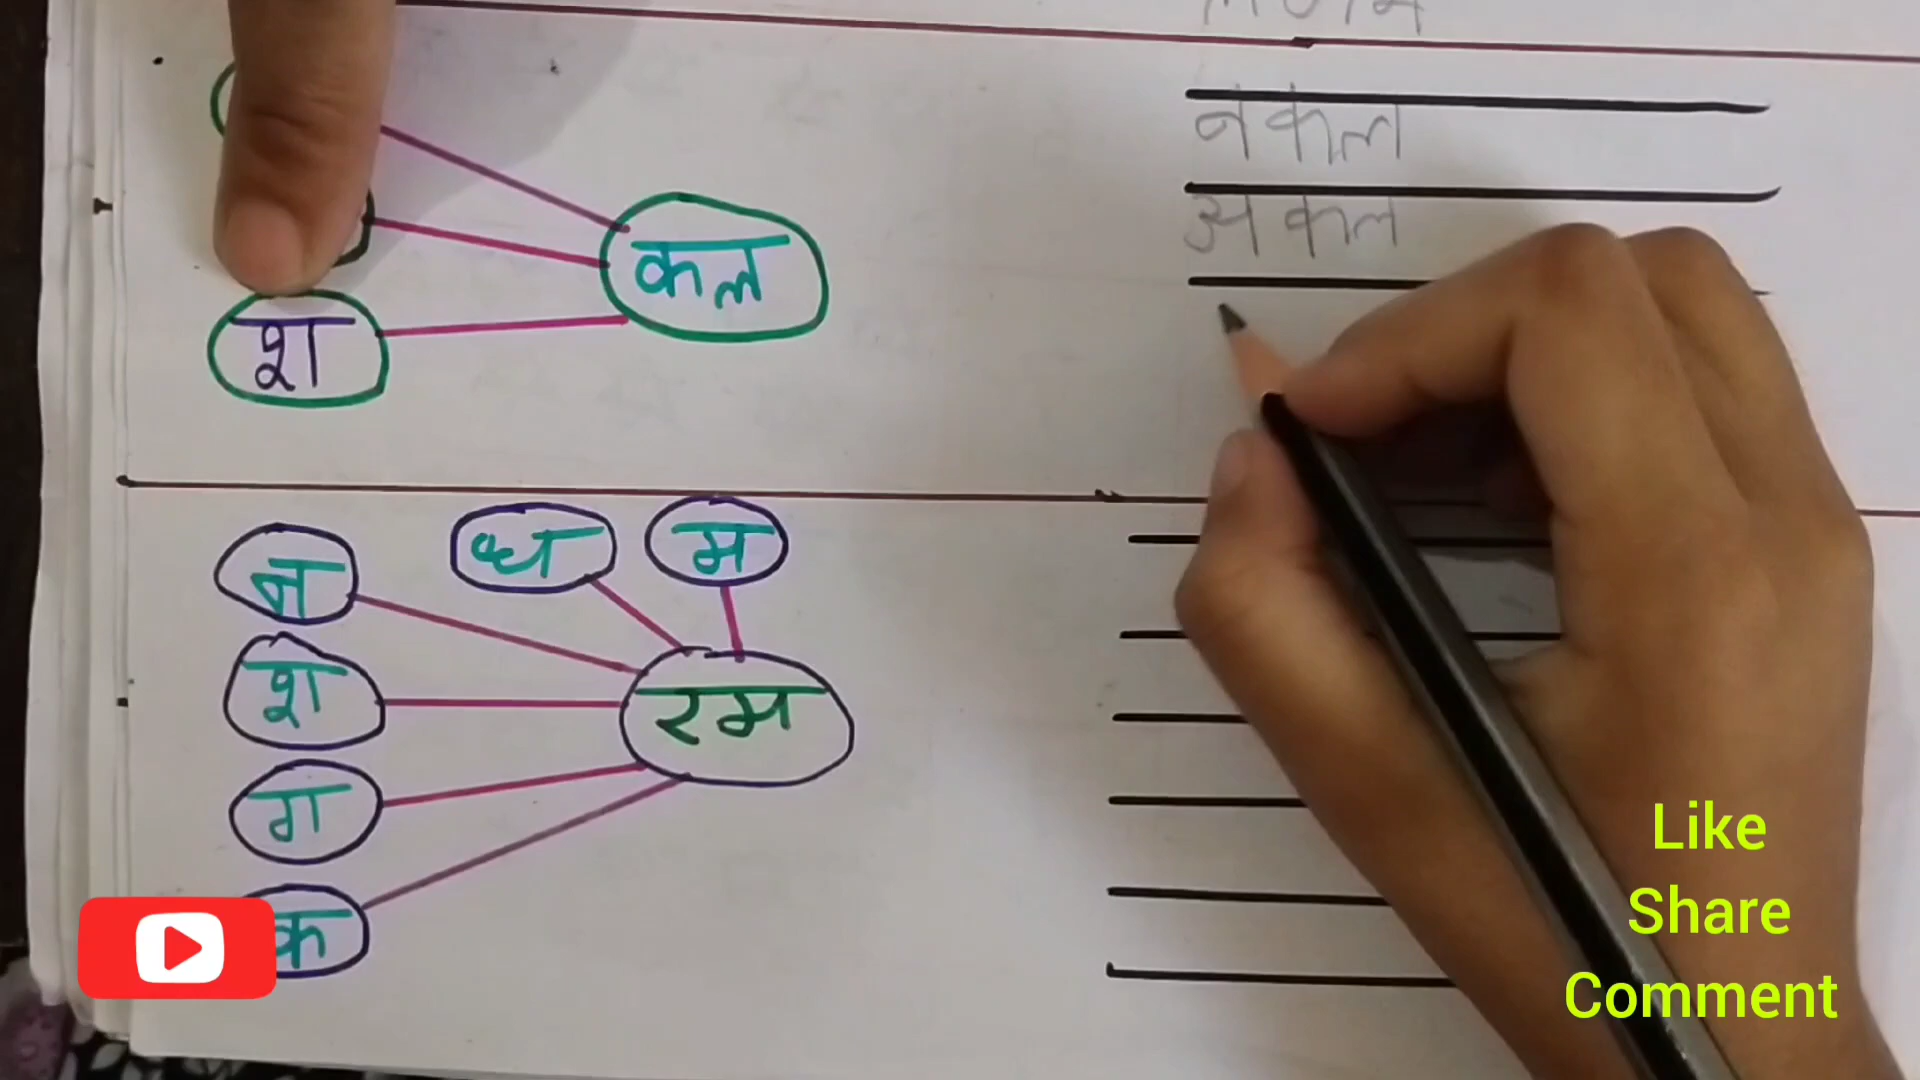 नकल
अकल
कल
श
न
ध
म
श
रम
ग
क
Like
Share
Comment